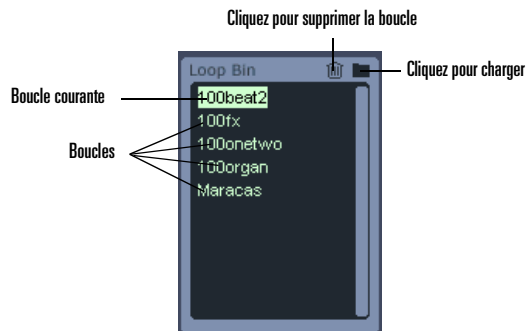 Cliquez pour supprimer la boucle
Loop Bin
Cliquez pour charger
Boucle courante
100beat2
100fx
Boucles
100onetwo
100organ
Maracas